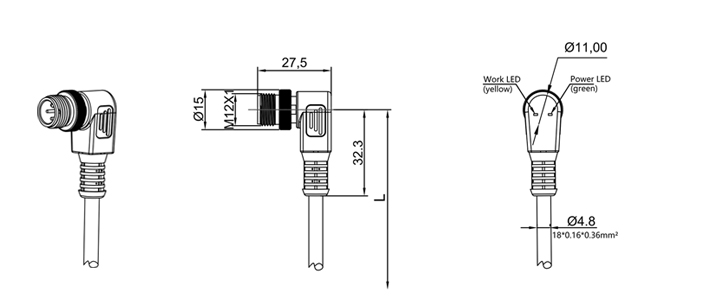 27,5
Ø15
M12X1
32.3
L
Ø11,00
Work LED
(yellow)
Power LED
(green)
Ø4.8
18*0.16*0.36mm²